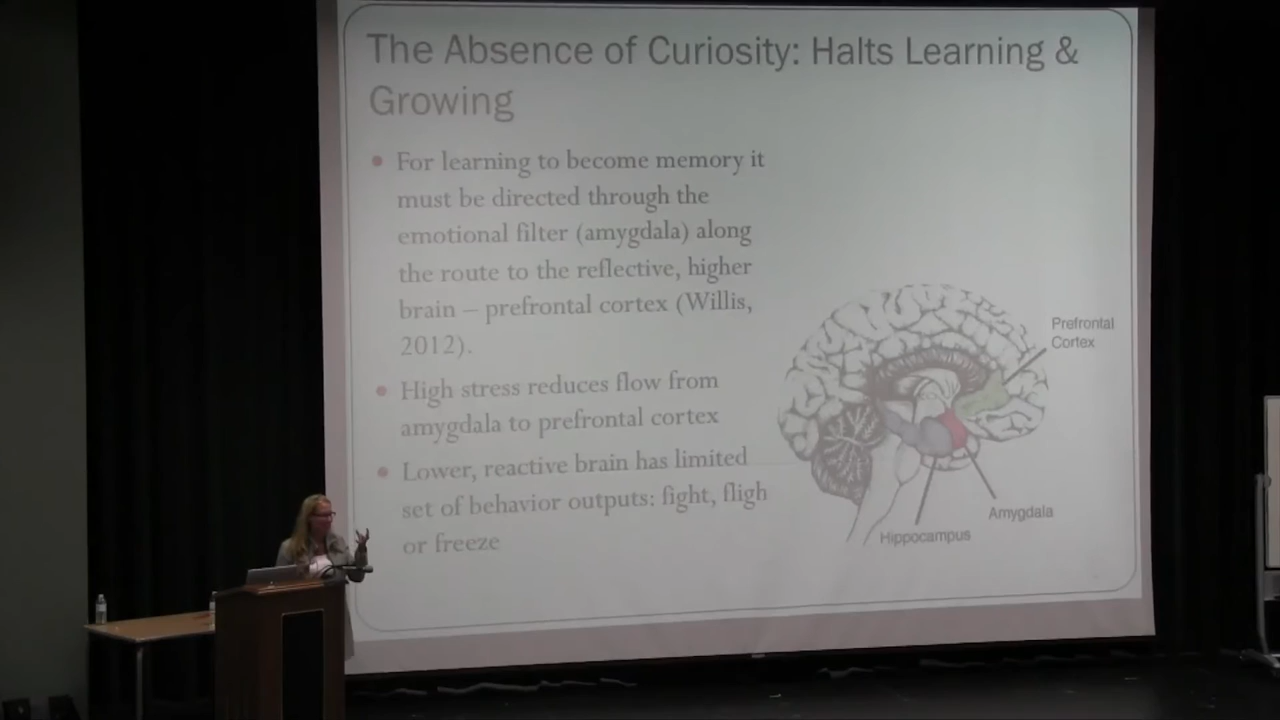 The Absence of Curiosity: Halts Learning &
Growing
• For learning to become memory it
must be directed through the
emotional filter (amygdala) along
the route to the reflective, higher
brain – prefrontal cortex (Willis,
2012).
• High stress reduces flow from
amygdala to prefrontal cortex
• Lower, reactive brain has limited
set of behavior outputs: fight, fligh
or freeze
Prefrontal
Cortex
Amygdala
Hippocampus